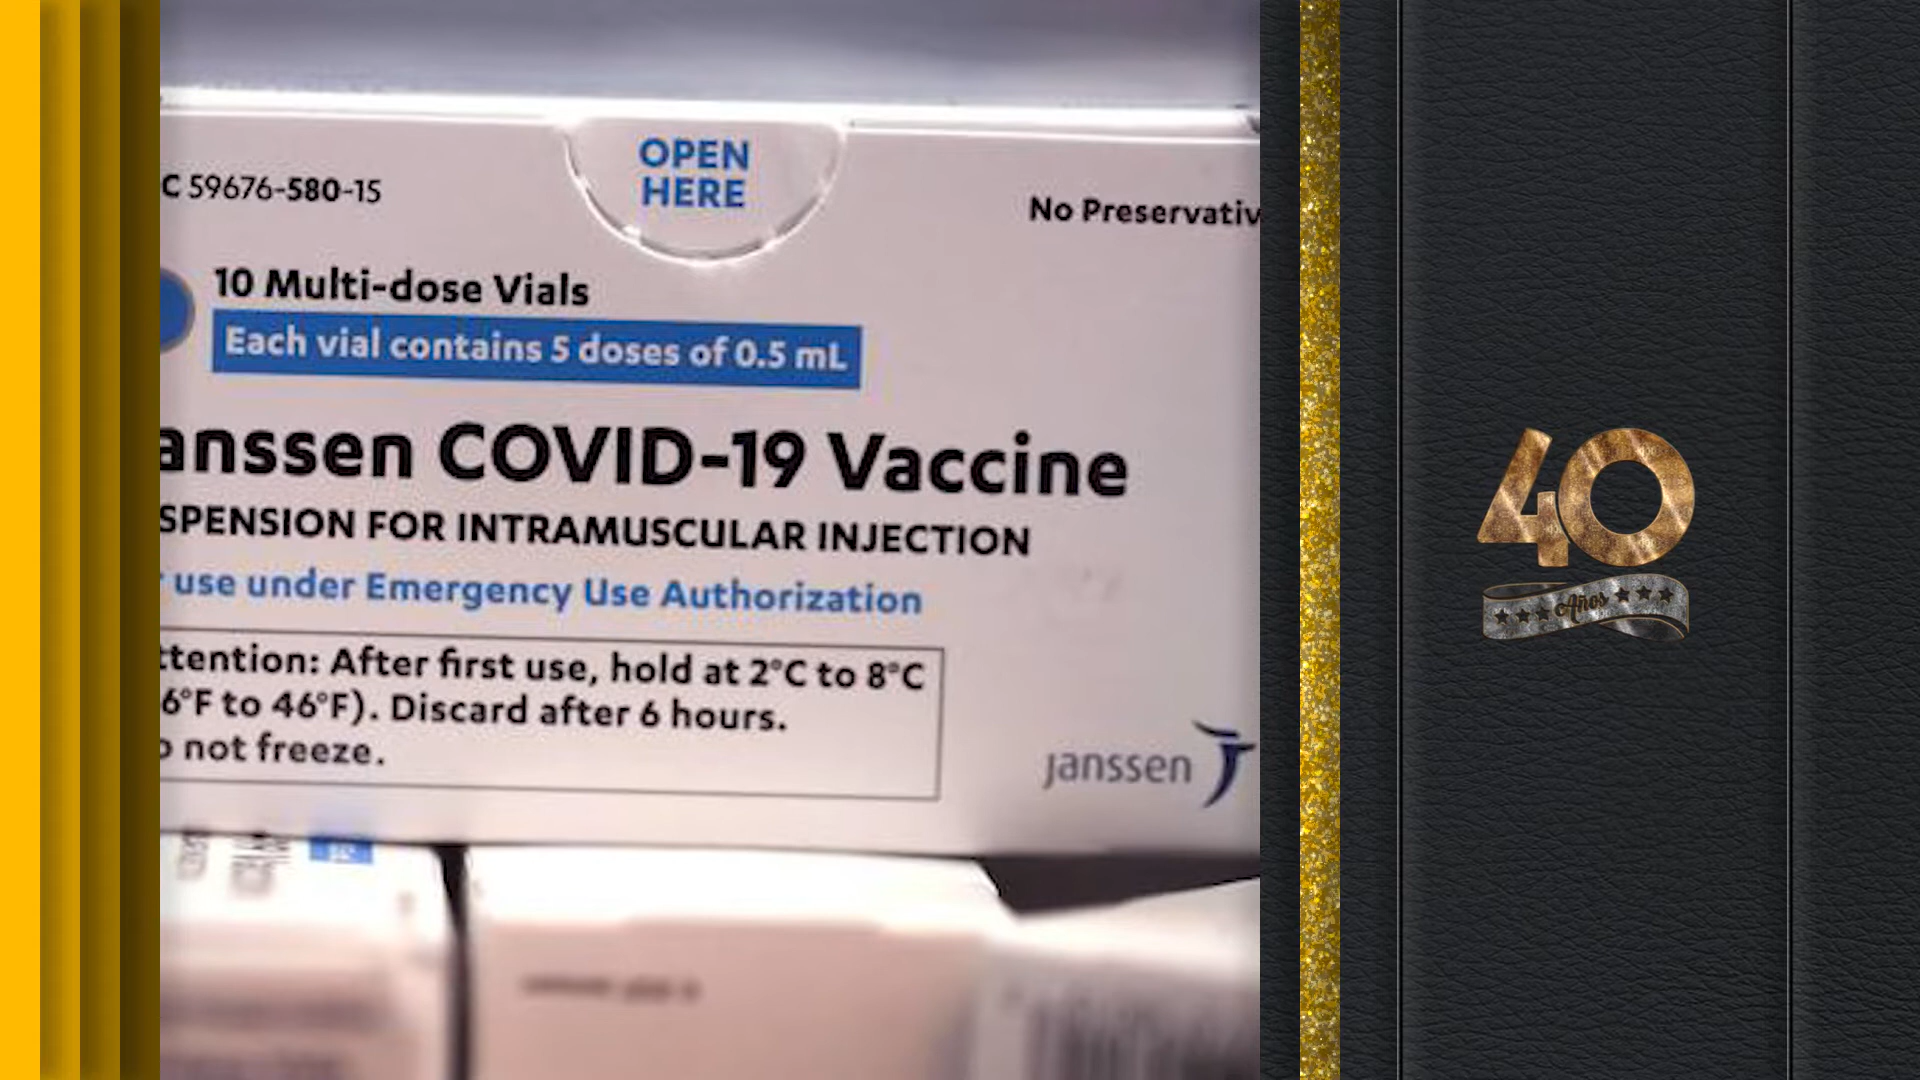 OPEN
HERE
C 59676-580-15
No Preservativ
10 Multi-dose Vials
Each vial contains 5 doses of 0.5 mL
anssen COVID-19 Vaccine
SPENSION FOR INTRAMUSCULAR INJECTION
use under Emergency Use Authorization
ttention: After first use, hold at 2°C to 8°C
6°F to 46°F). Discard after 6 hours.
o not freeze.
janssen
40
Años